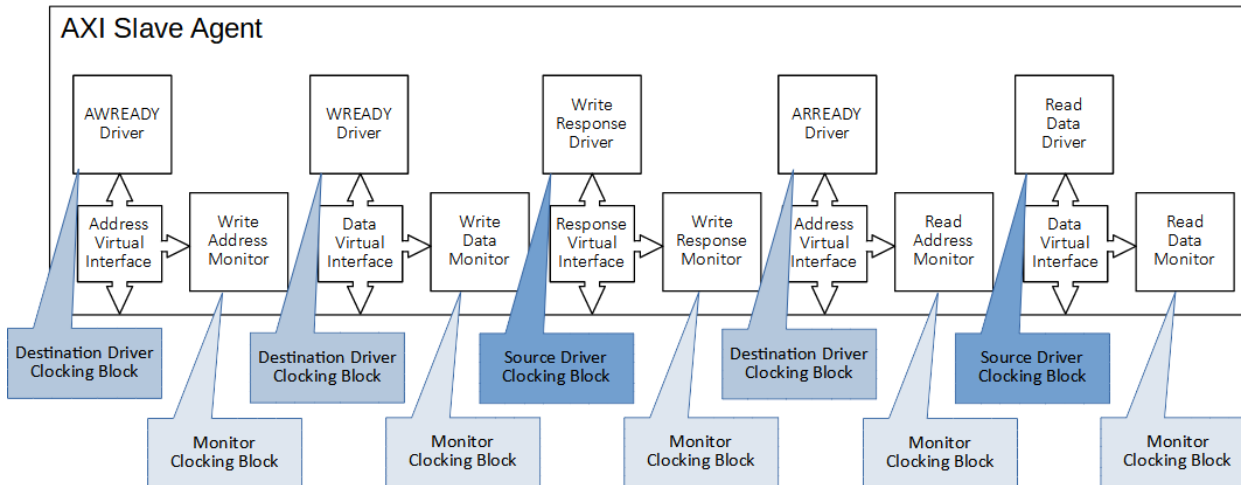 AXI Slave Agent
AWREADY
Driver
WREADY
Driver
Write
Response
Driver
ARREADY
Driver
Read
Data
Driver
Address
Virtual
Interface
Write
Address
Monitor
Data
Virtual
Interface
Write
Data
Monitor
Response
Virtual
Interface
Write
Response
Monitor
Address
Virtual
Interface
Read
Address
Monitor
Data
Virtual
Interface
Read
Data
Monitor
Destination Driver
Clocking Block
Destination Driver
Clocking Block
Source Driver
Clocking Block
Destination Driver
Clocking Block
Source Driver
Clocking Block
Monitor
Clocking Block
Monitor
Clocking Block
Monitor
Clocking Block
Monitor
Clocking Block
Monitor
Clocking Block